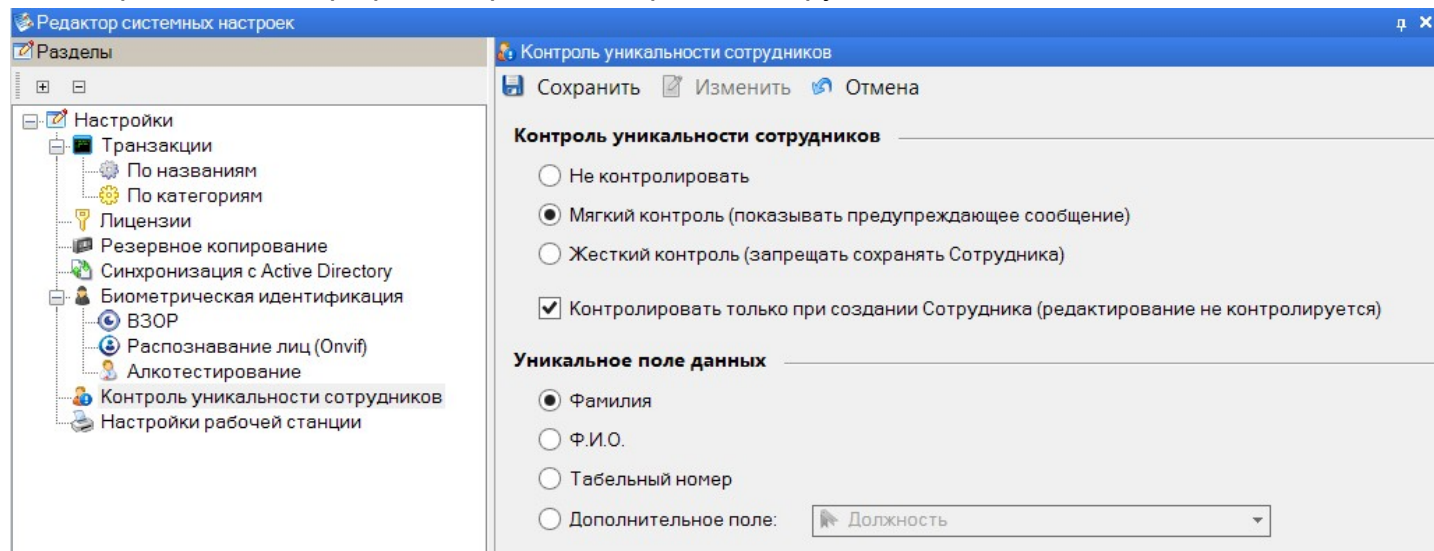 Редактор системных настроек
Разделы
Контроль уникальности сотрудников
Сохранить Изменить Отмена
Настройки
Транзакции
По названиям
По категориям
Лицензии
Резервное копирование
Синхронизация с Active Directory
Биометрическая идентификация
ВЗОР
Распознавание лиц (Onvif)
Алкотестирование
Контроль уникальности сотрудников
Настройки рабочей станции
Контроль уникальности сотрудников
Не контролировать
Мягкий контроль (показывать предупреждающее сообщение)
Жесткий контроль (запрещать сохранять Сотрудника)
Контролировать только при создании Сотрудника (редактирование не контролируется)
Уникальное поле данных
Фамилия
Ф.И.О.
Табельный номер
Дополнительное поле: Должность